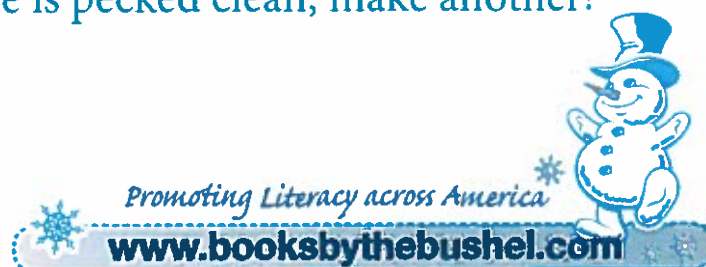 e is pecked clean, make another!
Promoting Literacy across America
www.booksbythebushel.com